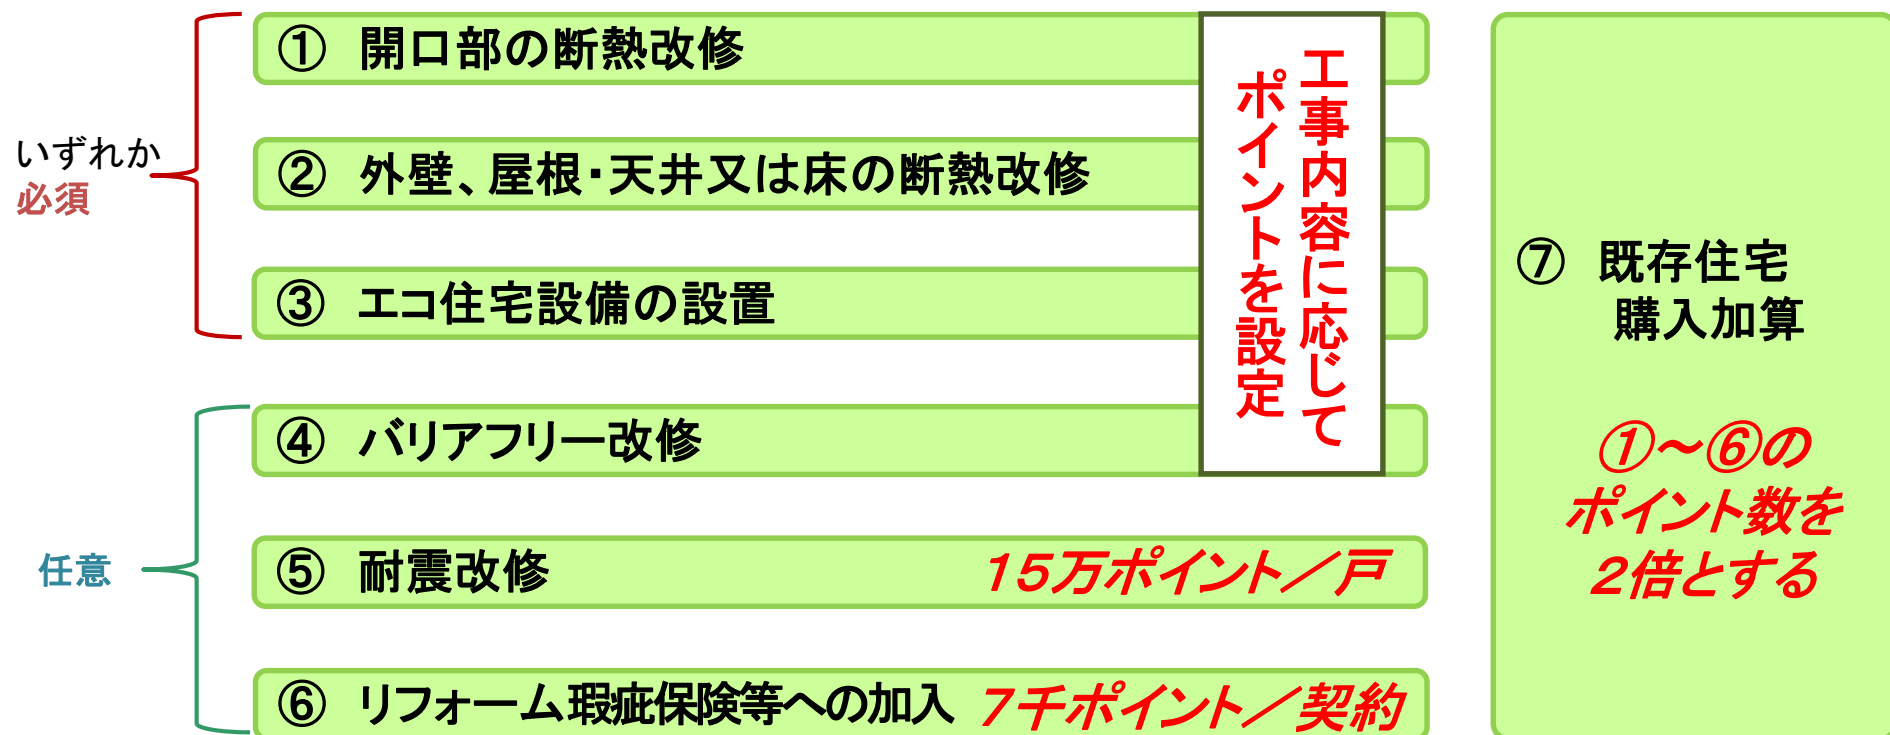 いずれか
必須
① 開口部の断熱改修
② 外壁、屋根・天井又は床の断熱改修
③ エコ住宅設備の設置
工事内容に応じて
ポイントを設定
任意
④ バリアフリー改修
⑤ 耐震改修 15万ポイント／戸
⑥ リフォーム瑕疵保険等への加入 7千ポイント／契約
⑦ 既存住宅
購入加算
①～⑥の
ポイント数を
2倍とする